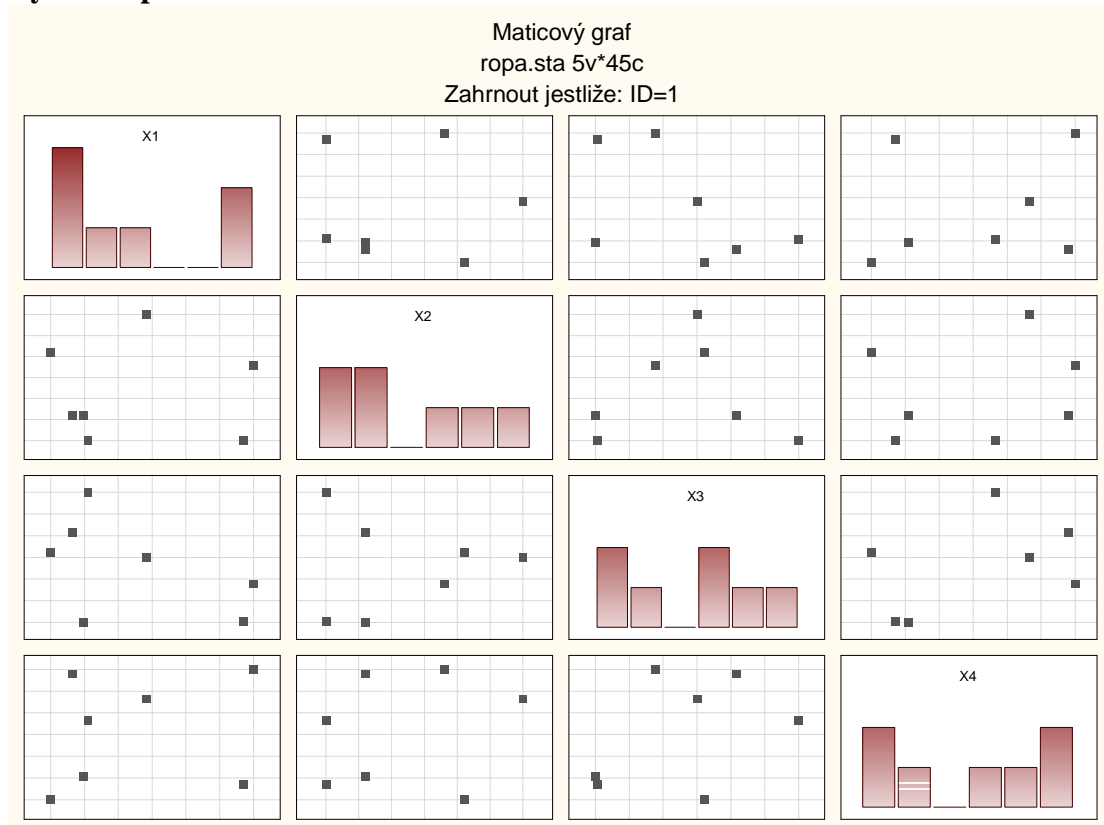 Maticový graf
ropa.sta 5v*45c
Zahrnout jestliže: ID=1
X1
X2
X3
X4